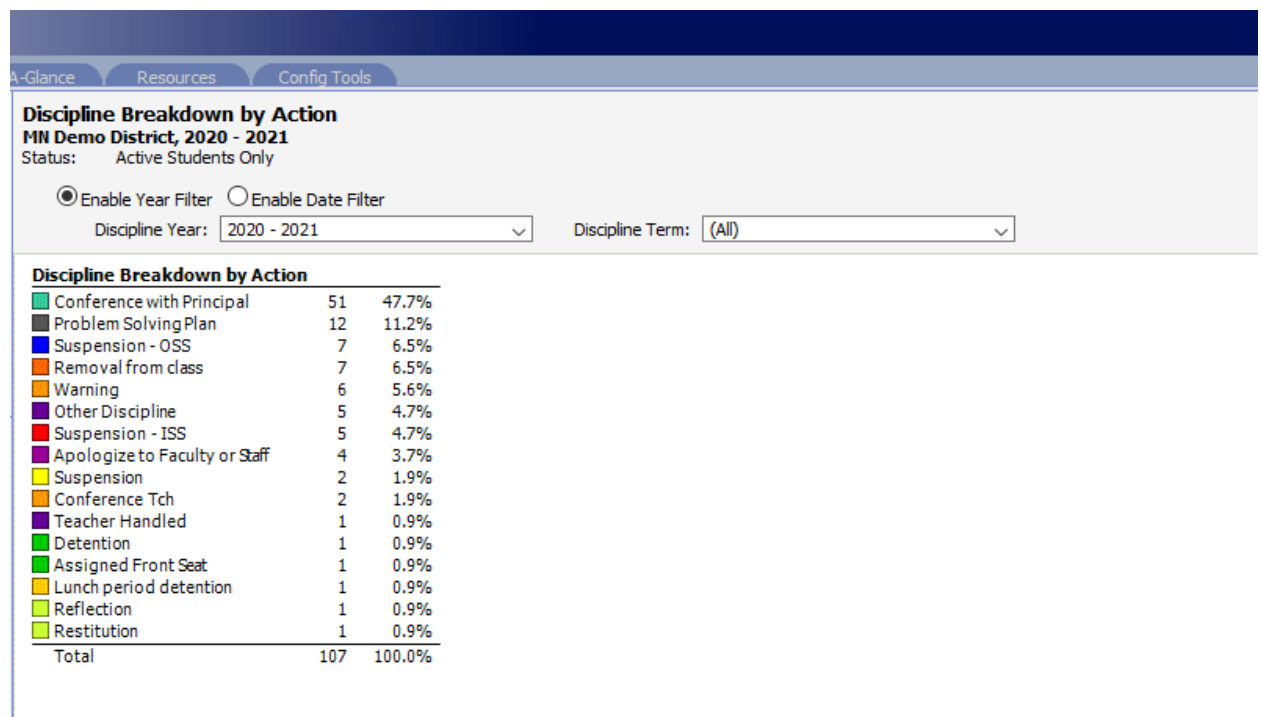 A-Glance Resources Config Tools
Discipline Breakdown by Action
MN Demo District, 2020 - 2021
Status: Active Students Only
Enable Year Filter Enable Date Filter
Discipline Year: 2020 - 2021 Discipline Term: (All)
Discipline Breakdown by Action
Conference with Principal 51 47.7%
Problem Solving Plan 12 11.2%
Suspension - OSS 7 6.5%
Removal from class 7 6.5%
Warning 6 5.6%
Other Discipline 5 4.7%
Suspension - ISS 5 4.7%
Apologize to Faculty or Staff 4 3.7%
Suspension 2 1.9%
Conference Tch 2 1.9%
Teacher Handled 1 0.9%
Detention 1 0.9%
Assigned Front Seat 1 0.9%
Lunch period detention 1 0.9%
Reflection 1 0.9%
Restitution 1 0.9%
Total 107 100.0%